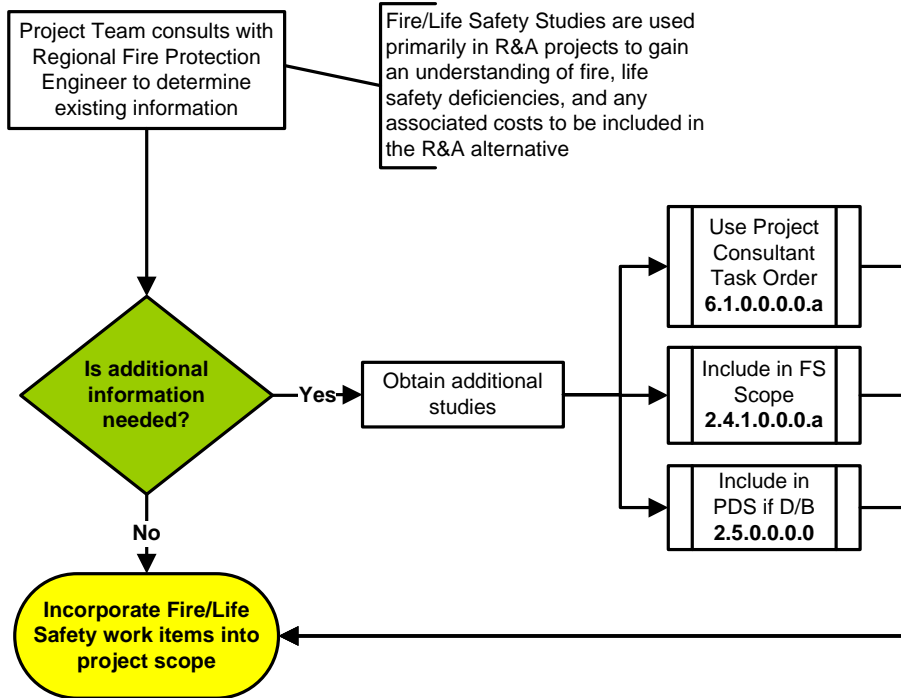 Project Team consults with
Regional Fire Protection
Engineer to determine
existing information
Fire/Life Safety Studies are used
primarily in R&A projects to gain
an understanding of fire, life
safety deficiencies, and any
associated costs to be included in
the R&A alternative
Is additional
information
needed?
Yes
Obtain additional
studies
Use Project
Consultant
Task Order
6.1.0.0.0.0.a
Include in FS
Scope
2.4.1.0.0.0.a
Include in
PDS if D/B
2.5.0.0.0.0
No
Incorporate Fire/Life
Safety work items into
project scope